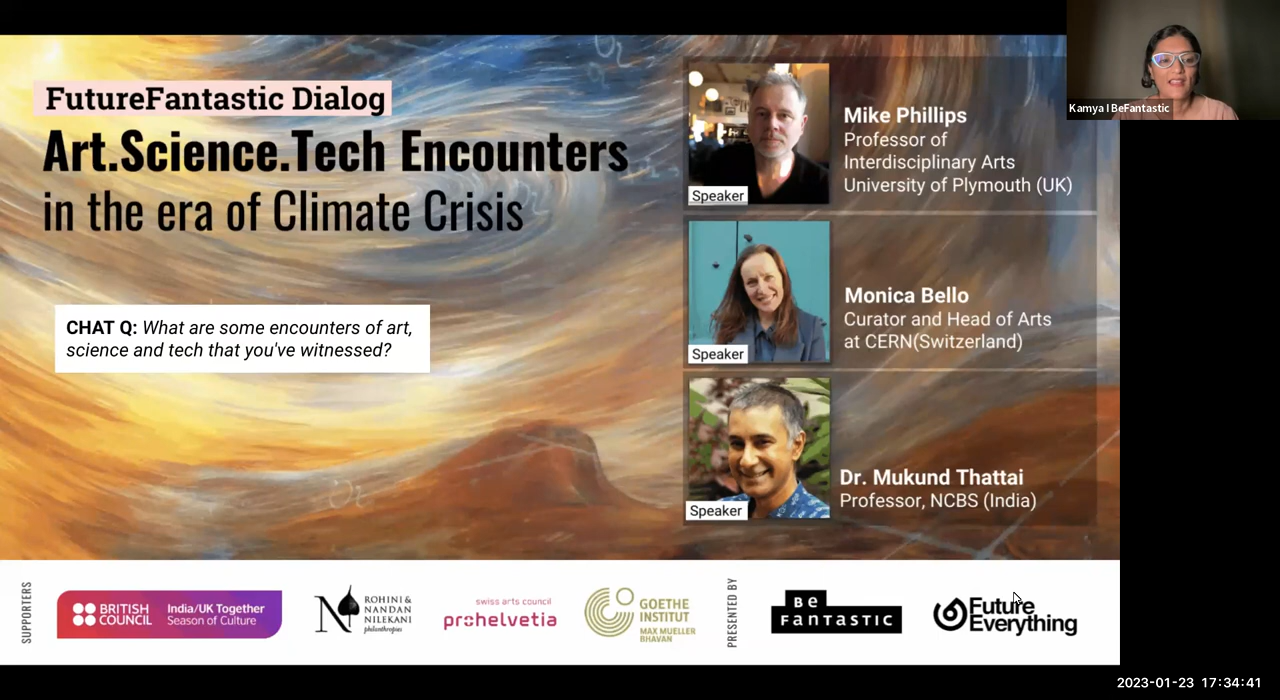 FutureFantastic Dialog
Art.Science.Tech Encounters
in the era of Climate Crisis
CHAT Q: What are some encounters of art,
science and tech that you've witnessed?
Speaker
Mike Phillips
Professor of
Interdisciplinary Arts
University of Plymouth (UK)
Speaker
Monica Bello
Curator and Head of Arts
at CERN(Switzerland)
Speaker
Dr. Mukund Thattai
Professor, NCBS (India)
Kamya I BeFantastic
SUPPORTERS
BRITISH
COUNCIL
India/UK Together
Season of Culture
N
ROHINI &
NANDAN
NILEKANI
philanthropies
swiss arts council
prohelvetia
GOETHE
INSTITUT
MAX MUELLER
BHAVAN
PRESENTED BY
BE
FANTASTIC
Future
Everything
2023-01-23 17:34:41